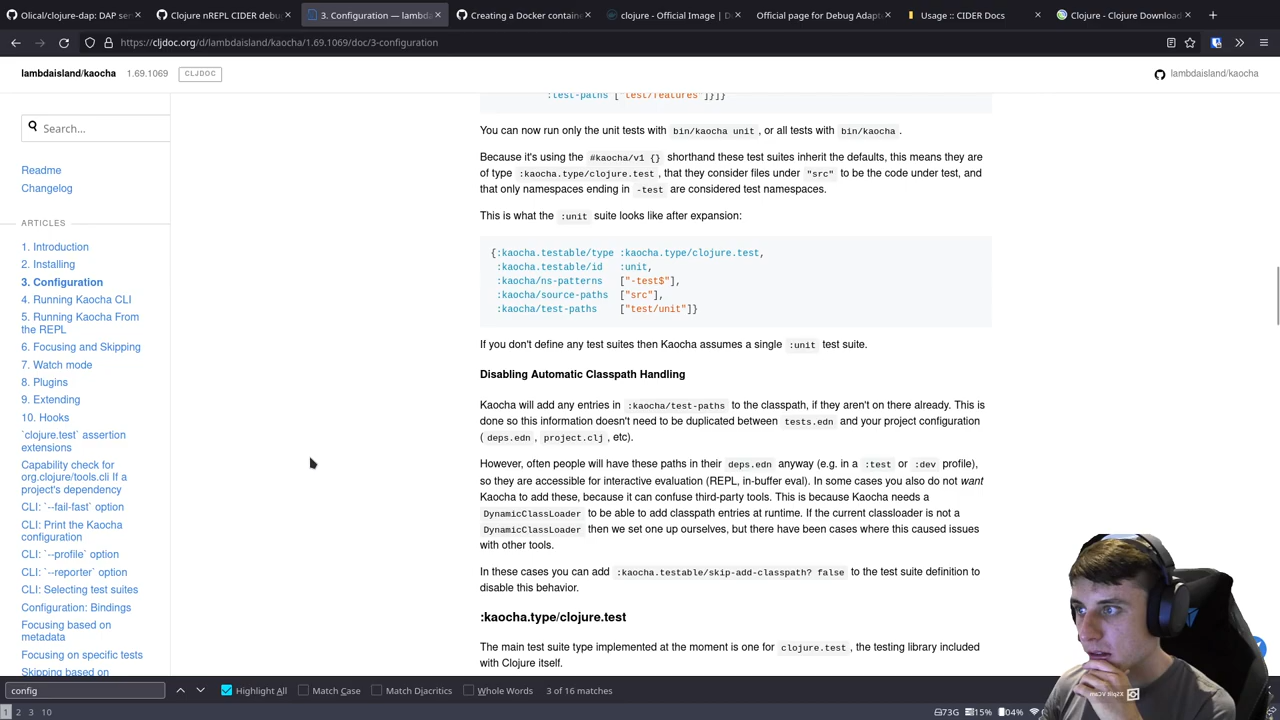 Olical/clojure-dap: DAP ser
Clojure nREPL CIDER debu
3. Configuration — lambda
Creating a Docker containe
clojure - Official Image | D
Official page for Debug Adapt
Usage :: CIDER Docs
Clojure - Clojure Download
https://cljdoc.org/d/lambdaisland/kaocha/1.69.1069/doc/3-configuration
lambdaisland/kaocha 1.69.1069 CLJDOC
lambdaisland/kaocha
Search...
Readme
Changelog
ARTICLES
1. Introduction
2. Installing
3. Configuration
4. Running Kaocha CLI
5. Running Kaocha From
the REPL
6. Focusing and Skipping
7. Watch mode
8. Plugins
9. Extending
10. Hooks
`clojure.test` assertion
extensions
Capability check for
org.clojure/tools.cli If a
project's dependency
CLI: `--fail-fast` option
CLI: Print the Kaocha
configuration
CLI: `--profile` option
CLI: `--reporter` option
CLI: Selecting test suites
Configuration: Bindings
Focusing based on
metadata
Focusing on specific tests
Skipping based on
:test-paths ["test/features"]}]}
You can now run only the unit tests with bin/kaocha unit, or all tests with bin/kaocha.
Because it's using the #kaocha/v1 {} shorthand these test suites inherit the defaults, this means they are
of type :kaocha.type/clojure.test, that they consider files under "src" to be the code under test, and
that only namespaces ending in -test are considered test namespaces.
This is what the :unit suite looks like after expansion:
{:kaocha.testable/type :kaocha.type/clojure.test,
:kaocha.testable/id :unit,
:kaocha/ns-patterns ["-test$"],
:kaocha/source-paths ["src"],
:kaocha/test-paths ["test/unit"]}
If you don't define any test suites then Kaocha assumes a single :unit test suite.
Disabling Automatic Classpath Handling
Kaocha will add any entries in :kaocha/test-paths to the classpath, if they aren't on there already. This is
done so this information doesn't need to be duplicated between tests.edn and your project configuration
(deps.edn, project.clj, etc).
However, often people will have these paths in their deps.edn anyway (e.g. in a :test or :dev profile),
so they are accessible for interactive evaluation (REPL, in-buffer eval). In some cases you also do not want
Kaocha to add these, because it can confuse third-party tools. This is because Kaocha needs a
DynamicClassLoader to be able to add classpath entries at runtime. If the current classloader is not a
DynamicClassLoader then we set one up ourselves, but there have been cases where this caused issues
with other tools.
In these cases you can add :kaocha.testable/skip-add-classpath? false to the test suite definition to
disable this behavior.
:kaocha.type/clojure.test
The main test suite type implemented at the moment is one for clojure.test, the testing library included
with Clojure itself.
config
Highlight All
Match Case
Match Diacritics
Whole Words
3 of 16 matches
1 2 3 10
73G
15%
04%